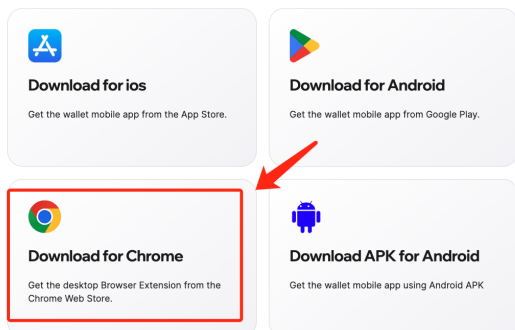 Download for ios
Get the wallet mobile app from the App Store.
Download for Android
Get the wallet mobile app from Google Play.
Download for Chrome
Get the desktop Browser Extension from the
Chrome Web Store.
Download APK for Android
Get the wallet mobile app using Android APK